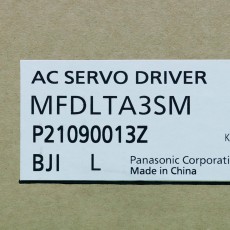 AC SERVO DRIVER
MFDLTA3SM
P21090013Z
K
BJI L
Panasonic Corporati
Made in China